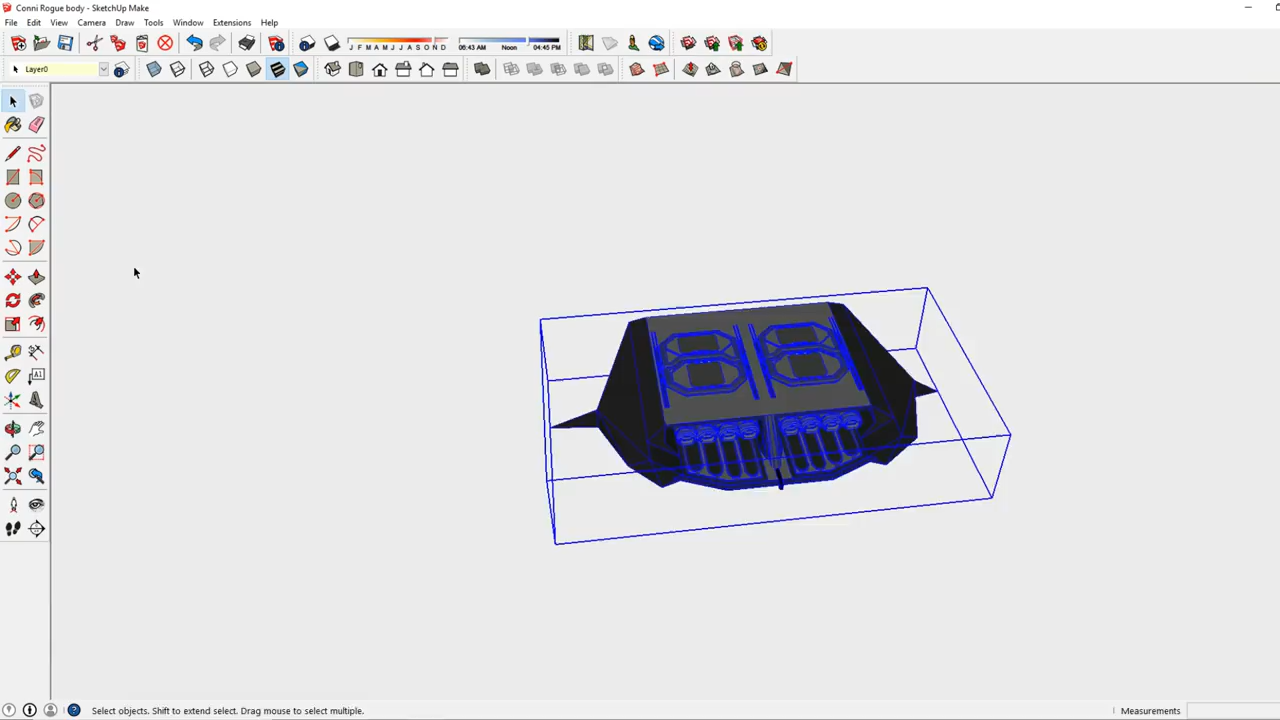 Conni Rogue body - SketchUp Make
File Edit View Camera Draw Tools Window Extensions Help
J F M A M J J A S O N D 06:43 AM Noon 04:45 PM
Layer0
A1
Select objects. Shift to extend select. Drag mouse to select multiple.
Measurements